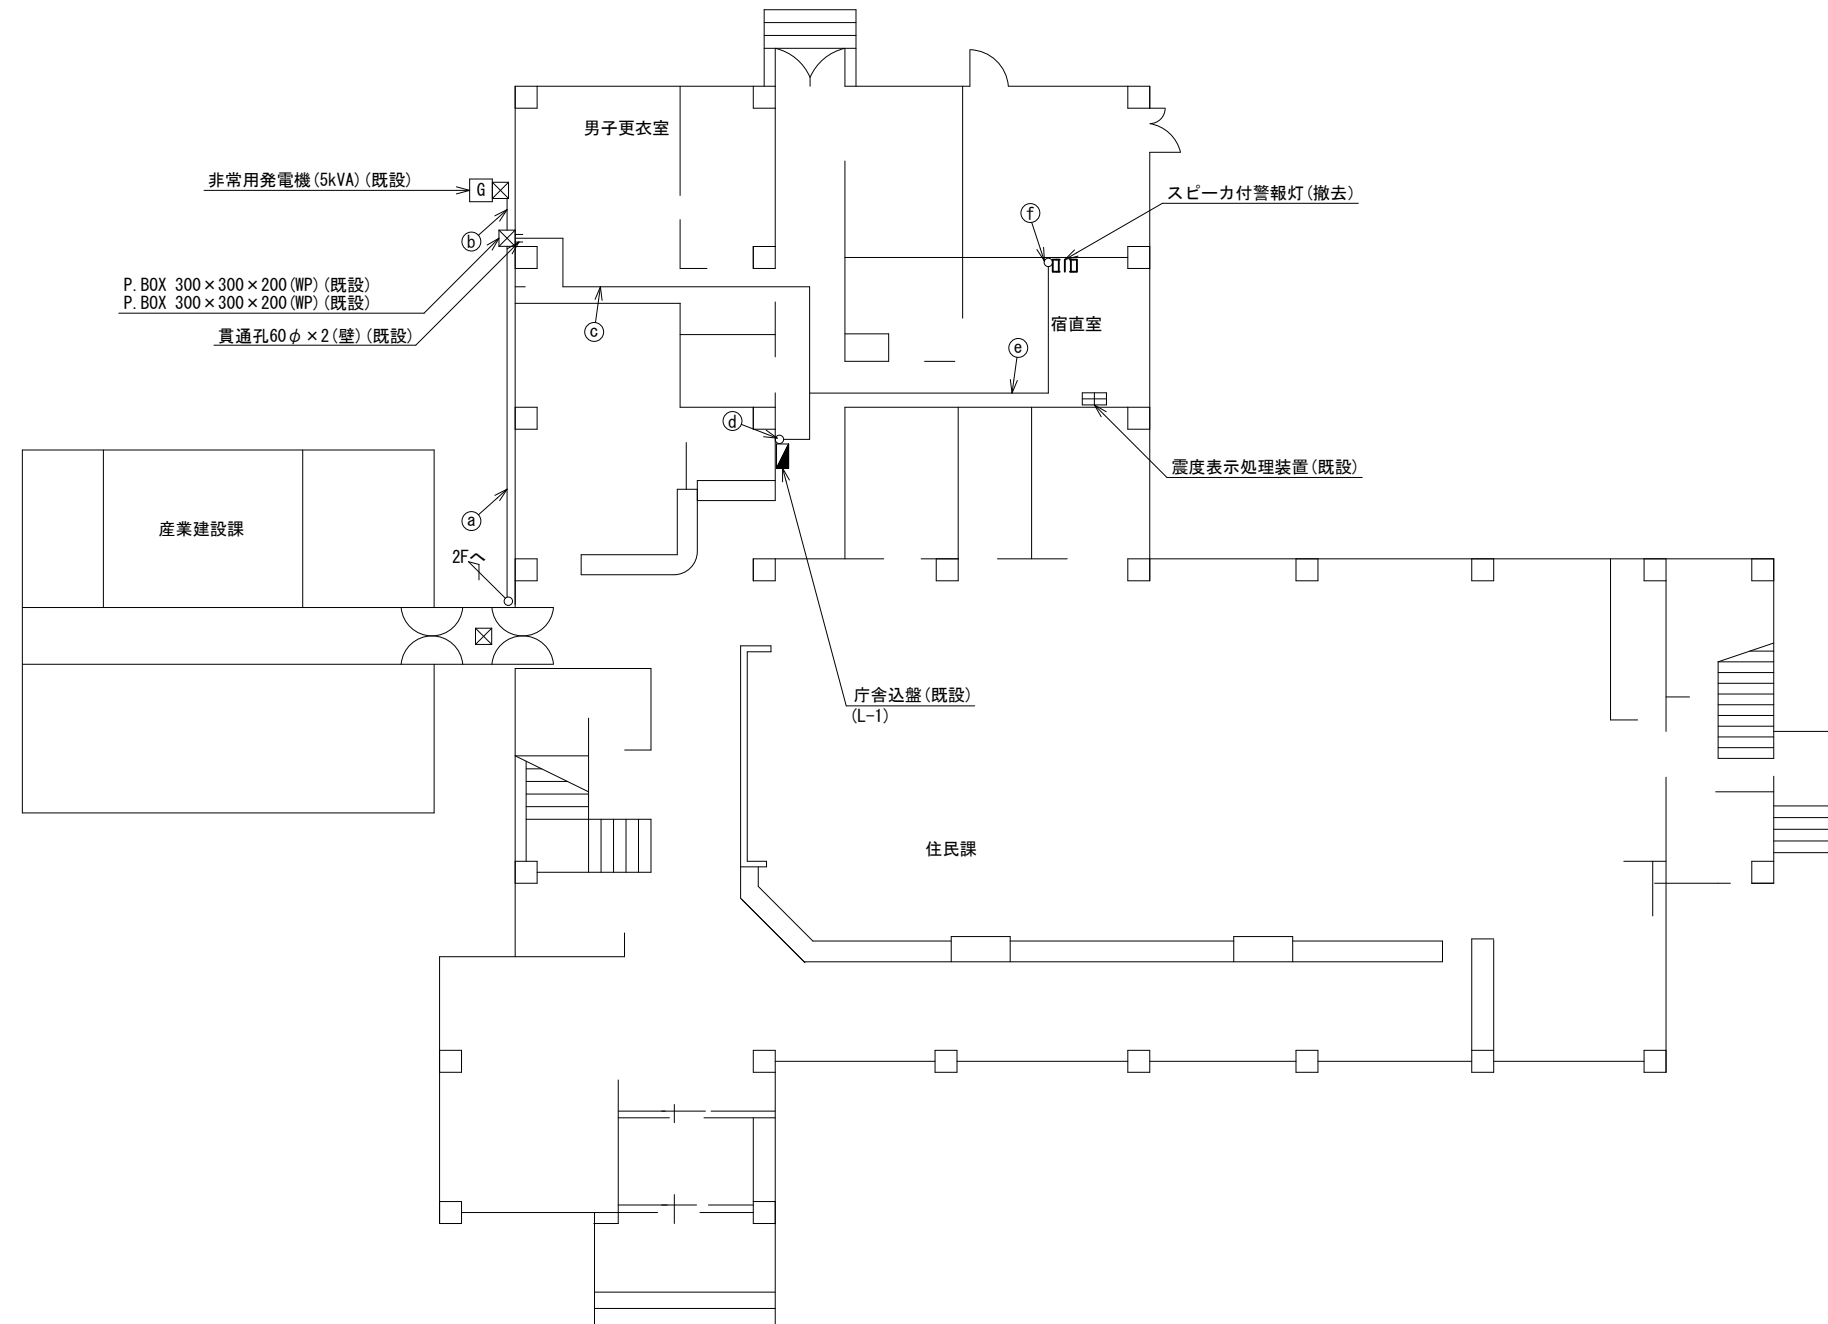 男子更衣室
非常用発電機(5kVA)(既設)
G
スピーカ付警報灯(撤去)
ⓑ
ⓕ
P.BOX 300×300×200(WP)(既設)
P.BOX 300×300×200(WP)(既設)
貫通孔60φ×2(壁)(既設)
ⓒ
宿直室
ⓔ
ⓓ
震度表示処理装置(既設)
ⓐ
産業建設課
2Fへ
庁舎込盤(既設)
(L-1)
住民課